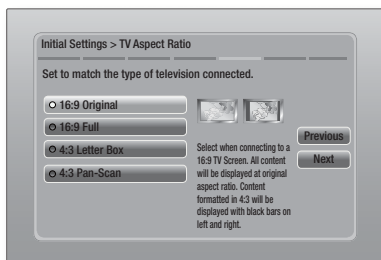 Initial Settings > TV Aspect Ratio
Set to match the type of television connected.
16:9 Original
16:9 Full
4:3 Letter Box
4:3 Pan-Scan
Select when connecting to a
16:9 TV Screen. All content
will be displayed at original
aspect ratio. Content
formatted in 4:3 will be
displayed with black bars on
left and right.
Previous
Next